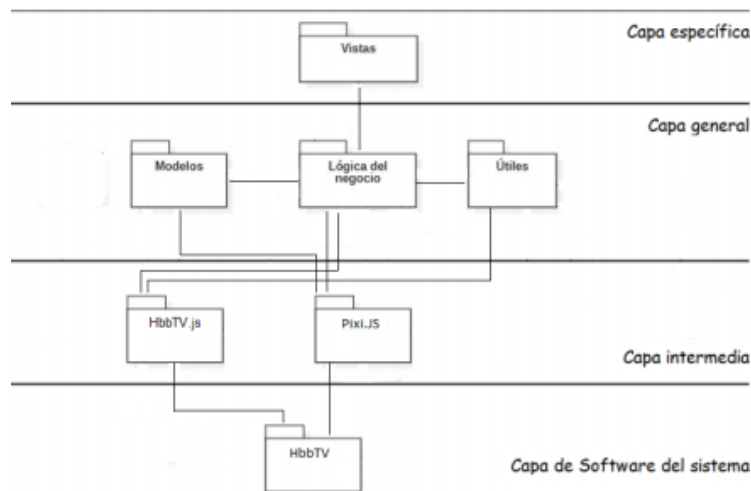 Capa específica
Vistas
Capa general
Modelos
Lógica del
negocio
Útiles
HbbTV.js
Pixi.JS
Capa intermedia
HbbTV
Capa de Software del sistema